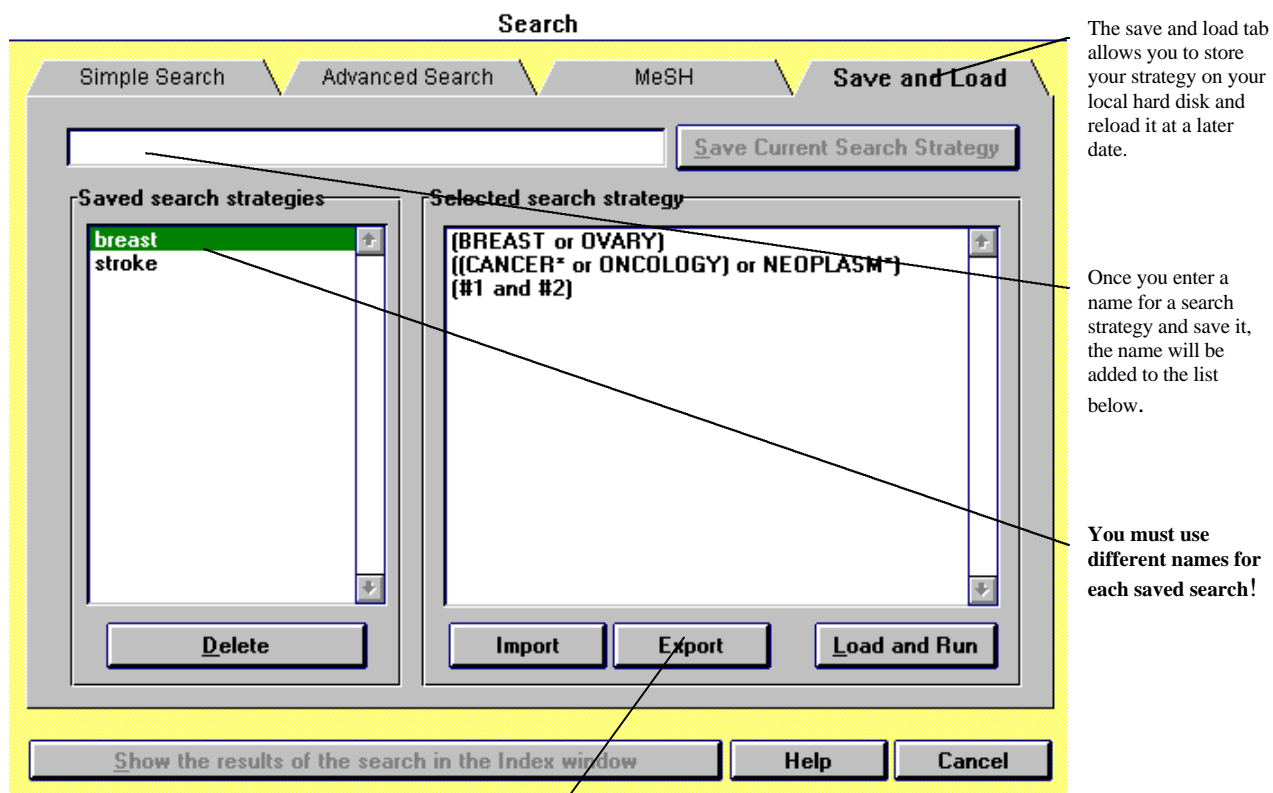 Search
Simple Search
Advanced Search
MeSH
Save and Load
Save Current Search Strategy
Saved search strategies
breast
stroke
Delete
Selected search strategy
(BREAST or OVARY)
((CANCER* or ONCOLOGY) or NEOPLASM*)
(#1 and #2)
Import
Export
Load and Run
Show the results of the search in the Index window
Help
Cancel
The save and load tab
allows you to store
your strategy on your
local hard disk and
reload it at a later
date.
Once you enter a
name for a search
strategy and save it,
the name will be
added to the list
below.
You must use
different names for
each saved search!